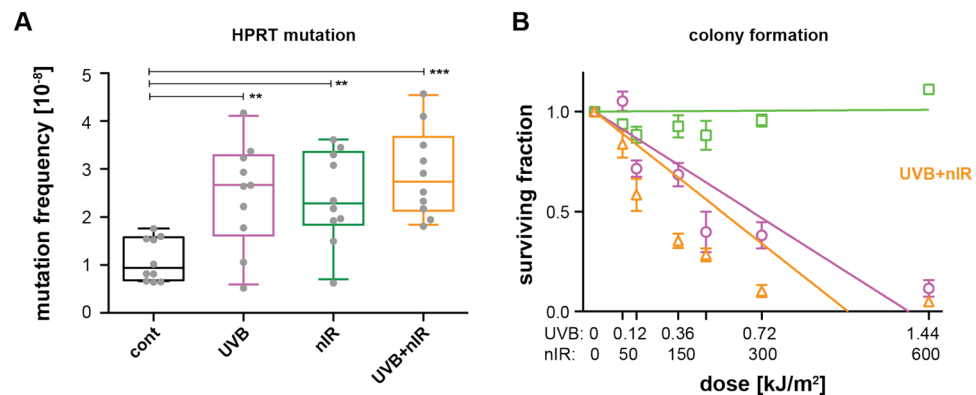 A
HPRT mutation
mutation frequency [10⁻⁸]
5
4
3
2
1
0
**
**
***
cont
UVB
nIR
UVB+nIR
B
colony formation
surviving fraction
1.0
0.5
0.0
UVB+nIR
UVB: 0 0.12 0.36 0.72 1.44
nIR: 0 50 150 300 600
dose [kJ/m²]